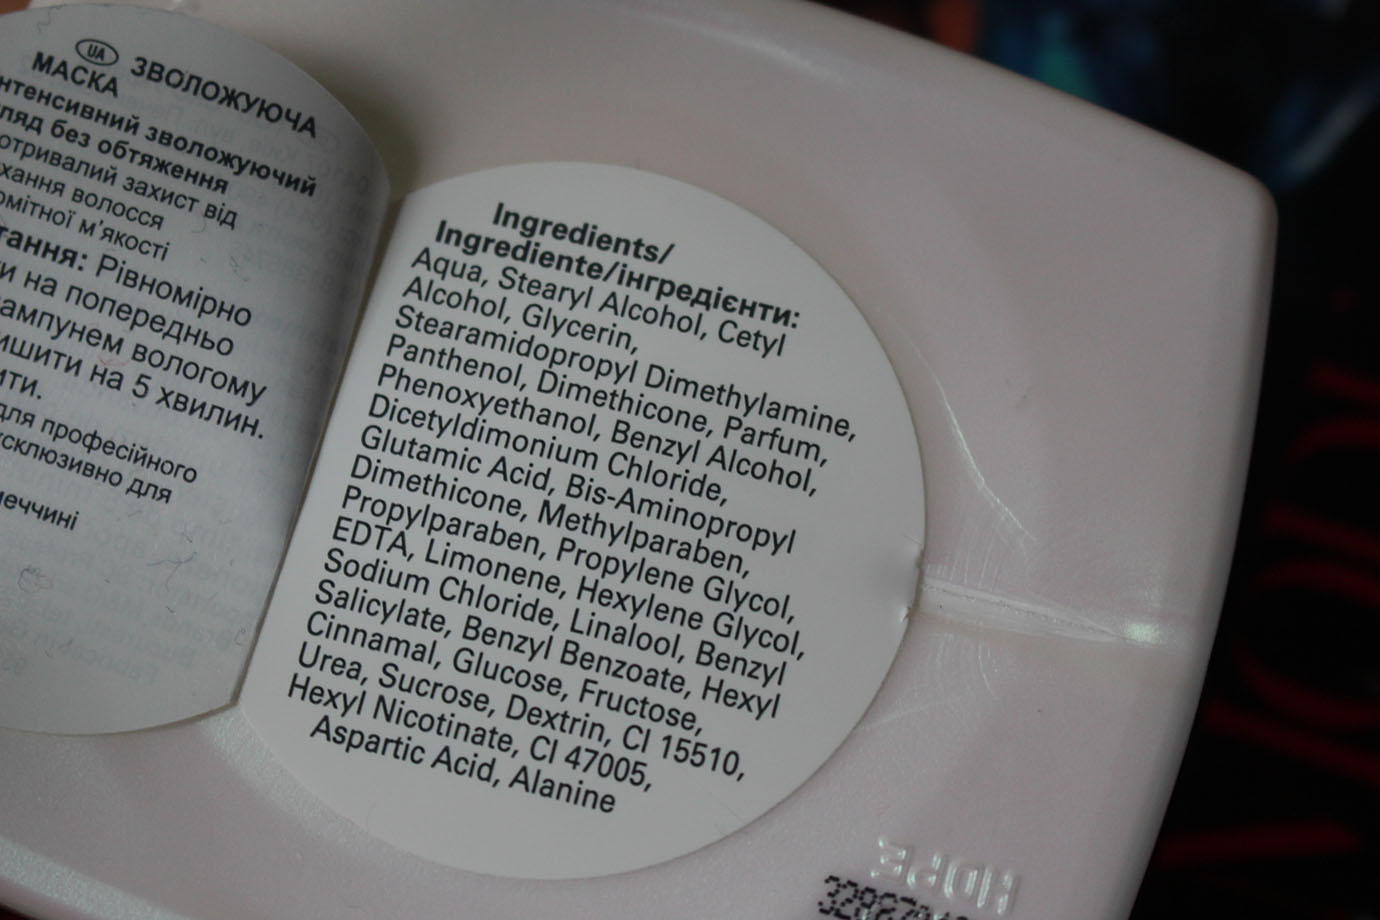 UA ЗВОЛОЖУЮЧА
МАСКА
нтенсивний зволожуючий
ляд без обтяження
отривалий захист від
хання волосся
омітної м’якості
тання: Рівномірно
и на попередньо
ампунем вологому
ишити на 5 хвилин.
ити.
для професійного
ксклюзивно для
меччині
Ingredients/
Ingrediente/інгредієнти:
Aqua, Stearyl Alcohol, Cetyl
Alcohol, Glycerin,
Stearamidopropyl Dimethylamine,
Panthenol, Dimethicone, Parfum,
Phenoxyethanol, Benzyl Alcohol,
Dicetyldimonium Chloride,
Glutamic Acid, Bis-Aminopropyl
Dimethicone, Methylparaben,
Propylparaben, Propylene Glycol,
EDTA, Limonene, Hexylene Glycol,
Sodium Chloride, Linalool, Benzyl
Salicylate, Benzyl Benzoate, Hexyl
Cinnamal, Glucose, Fructose,
Urea, Sucrose, Dextrin, CI 15510,
Hexyl Nicotinate, CI 47005,
Aspartic Acid, Alanine
HDPE